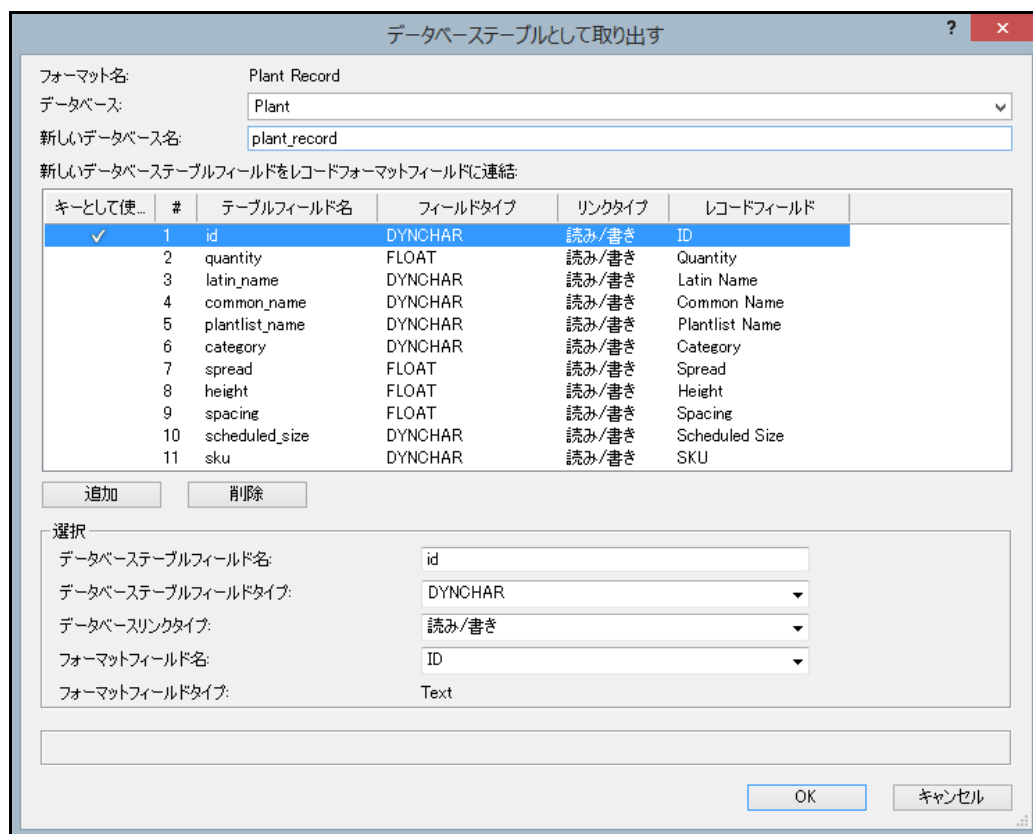 データベーステーブルとして取り出す ?
フォーマット名: Plant Record
データベース: Plant
新しいデータベース名: plant_record
新しいデータベーステーブルフィールドをレコードフォーマットフィールドに連結:
キーとして使... # テーブルフィールド名 フィールドタイプ リンクタイプ レコードフィールド
✓ 1 id DYNCHAR 読み/書き ID
2 quantity FLOAT 読み/書き Quantity
3 latin_name DYNCHAR 読み/書き Latin Name
4 common_name DYNCHAR 読み/書き Common Name
5 plantlist_name DYNCHAR 読み/書き Plantlist Name
6 category DYNCHAR 読み/書き Category
7 spread FLOAT 読み/書き Spread
8 height FLOAT 読み/書き Height
9 spacing FLOAT 読み/書き Spacing
10 scheduled_size DYNCHAR 読み/書き Scheduled Size
11 sku DYNCHAR 読み/書き SKU
追加 削除
選択
データベーステーブルフィールド名: id
データベーステーブルフィールドタイプ: DYNCHAR
データベースリンクタイプ: 読み/書き
フォーマットフィールド名: ID
フォーマットフィールドタイプ: Text
OK キャンセル